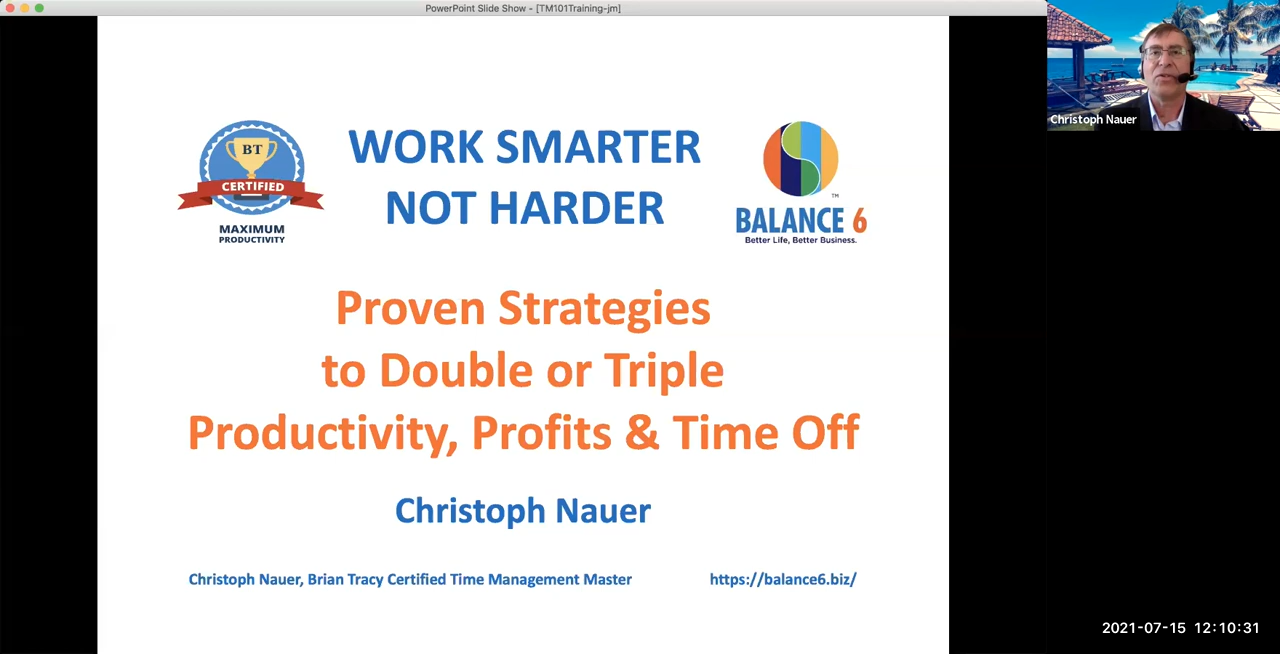 PowerPoint Slide Show - [TM101Training-jm]
BT
CERTIFIED
MAXIMUM
PRODUCTIVITY
WORK SMARTER
NOT HARDER
TM
BALANCE 6
Better Life, Better Business.
Christoph Nauer
Proven Strategies
to Double or Triple
Productivity, Profits & Time Off
Christoph Nauer
Christoph Nauer, Brian Tracy Certified Time Management Master
https://balance6.biz/
2021-07-15 12:10:31